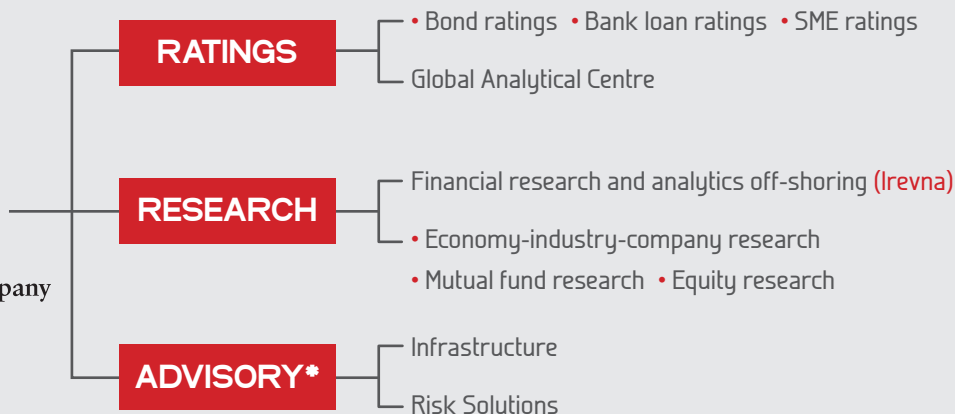 RATINGS
• Bond ratings • Bank loan ratings • SME ratings
Global Analytical Centre
RESEARCH
Financial research and analytics off-shoring (Irevna)
• Economy-industry-company research
• Mutual fund research • Equity research
pany
ADVISORY*
Infrastructure
Risk Solutions